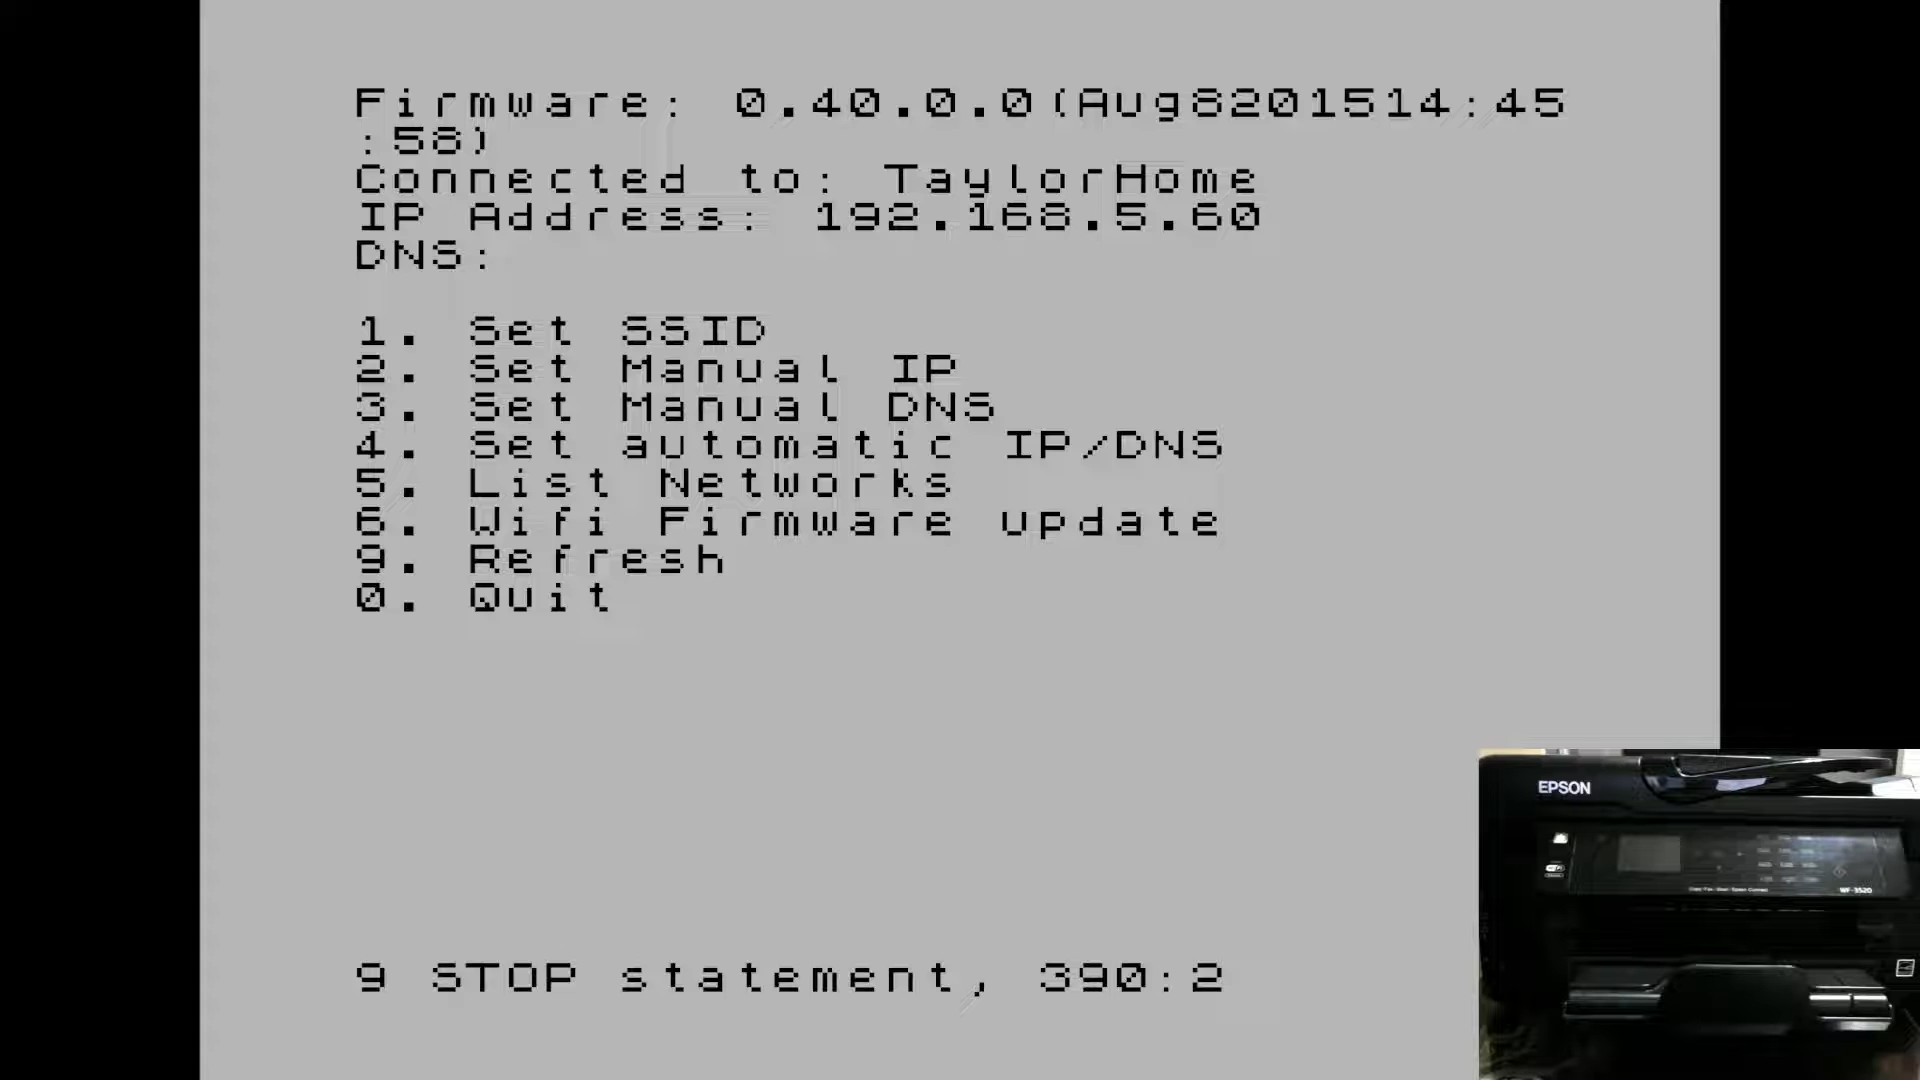 Firmware: 0.40.0.0(Aug8201514:45
:58)
Connected to: TaylorHome
IP Address: 192.168.5.60
DNS:
1. Set SSID
2. Set Manual IP
3. Set Manual DNS
4. Set automatic IP/DNS
5. List Networks
6. Wifi Firmware update
9. Refresh
0. Quit
9 STOP statement, 390:2
EPSON
WF-3520